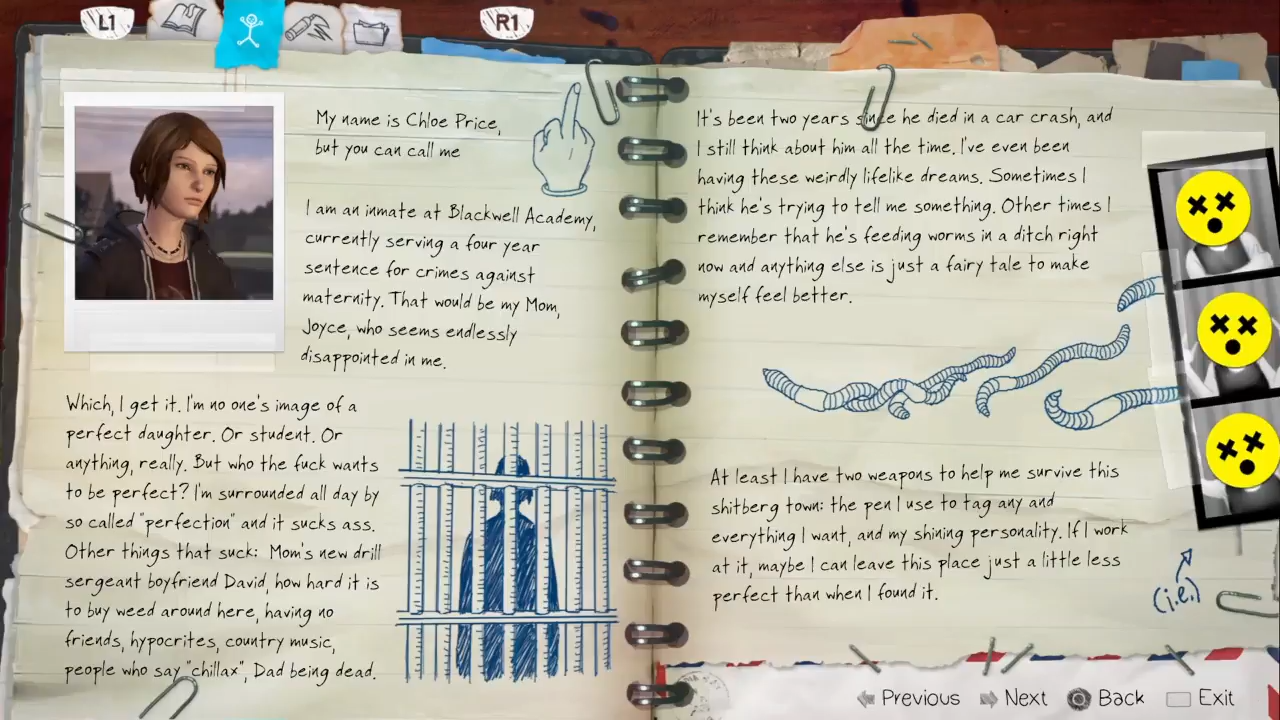 L1
R1
My name is Chloe Price,
but you can call me
I am an inmate at Blackwell Academy,
currently serving a four year
sentence for crimes against
maternity. That would be my Mom,
Joyce, who seems endlessly
disappointed in me.
Which, I get it. I'm no one's image of a
perfect daughter. Or student. Or
anything, really. But who the fuck wants
to be perfect? I'm surrounded all day by
so called "perfection" and it sucks ass.
Other things that suck: Mom's new drill
sergeant boyfriend David, how hard it is
to buy weed around here, having no
friends, hypocrites, country music,
people who say "chillax", Dad being dead.
It's been two years since he died in a car crash, and
I still think about him all the time. I've even been
having these weirdly lifelike dreams. Sometimes I
think he's trying to tell me something. Other times I
remember that he's feeding worms in a ditch right
now and anything else is just a fairy tale to make
myself feel better.
At least I have two weapons to help me survive this
shitberg town: the pen I use to tag any and
everything I want, and my shining personality. If I work
at it, maybe I can leave this place just a little less
perfect than when I found it.
(i.e.)
Previous
Next
Back
Exit